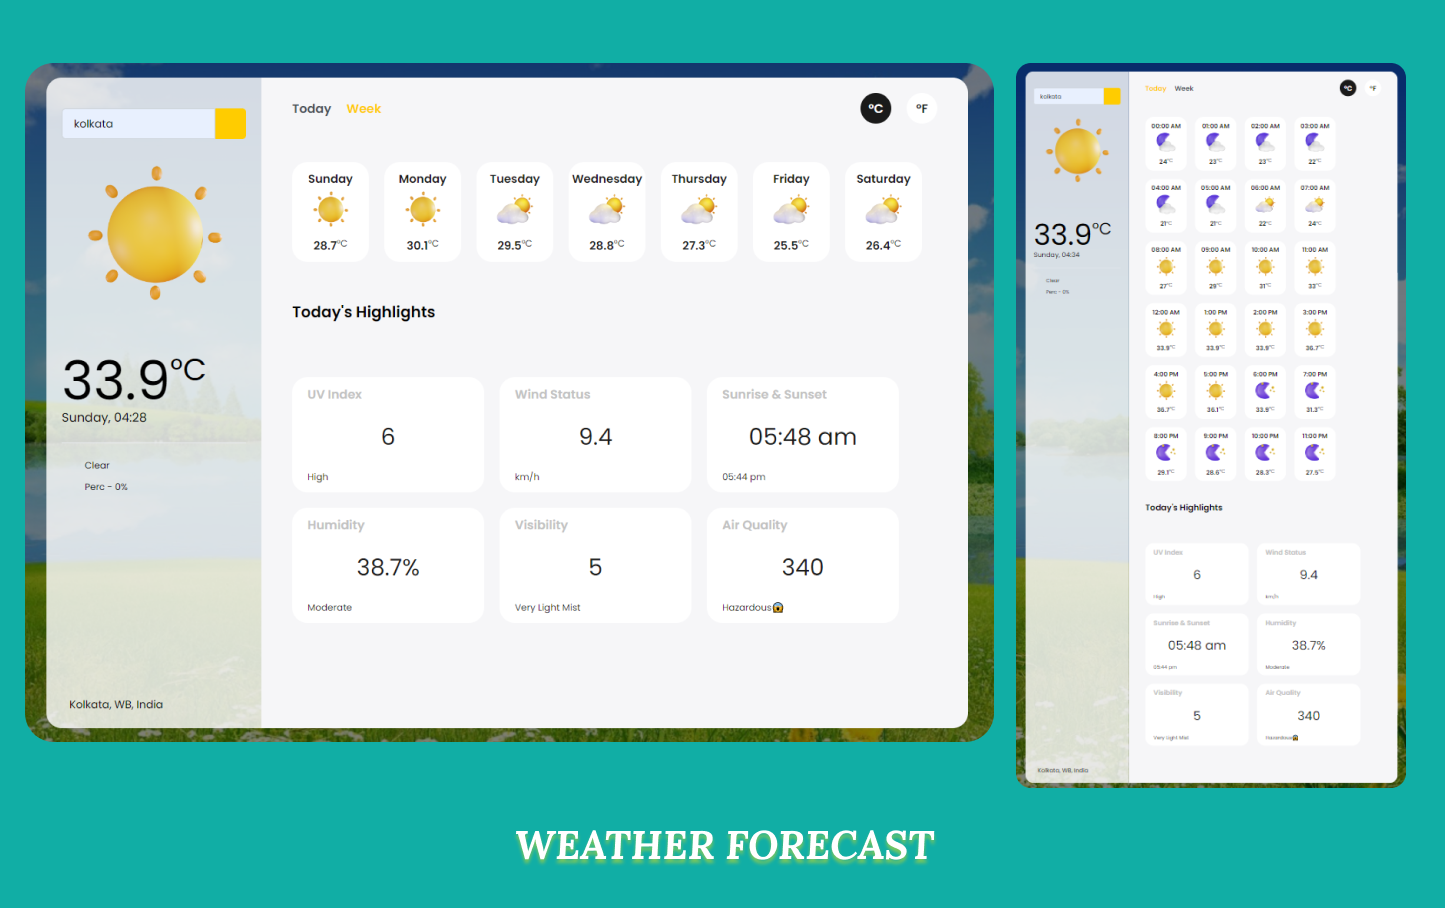 kolkata
33.9°C
Sunday, 04:28
Clear
Perc - 0%
Kolkata, WB, India
Today Week °C °F
Sunday Monday Tuesday Wednesday Thursday Friday Saturday
28.7°C 30.1°C 29.5°C 28.8°C 27.3°C 25.5°C 26.4°C
Today's Highlights
UV Index Wind Status Sunrise & Sunset
6 9.4 05:48 am
High km/h 05:44 pm
Humidity Visibility Air Quality
38.7% 5 340
Moderate Very Light Mist Hazardous😱
kolkata
33.9°C
Sunday, 04:34
Clear
Perc - 0%
Kolkata, WB, India
Today Week °C °F
00:00 AM 01:00 AM 02:00 AM 03:00 AM
24°C 23°C 23°C 22°C
04:00 AM 05:00 AM 06:00 AM 07:00 AM
21°C 21°C 22°C 24°C
08:00 AM 09:00 AM 10:00 AM 11:00 AM
27°C 29°C 31°C 33°C
12:00 AM 1:00 PM 2:00 PM 3:00 PM
33.9°C 33.9°C 33.9°C 36.7°C
4:00 PM 5:00 PM 6:00 PM 7:00 PM
36.7°C 36.1°C 33.9°C 31.3°C
8:00 PM 9:00 PM 10:00 PM 11:00 PM
29.1°C 28.6°C 28.3°C 27.5°C
Today's Highlights
UV Index Wind Status
6 9.4
High km/h
Sunrise & Sunset Humidity
05:48 am 38.7%
05:44 pm Moderate
Visibility Air Quality
5 340
Very Light Mist Hazardous😱
WEATHER FORECAST